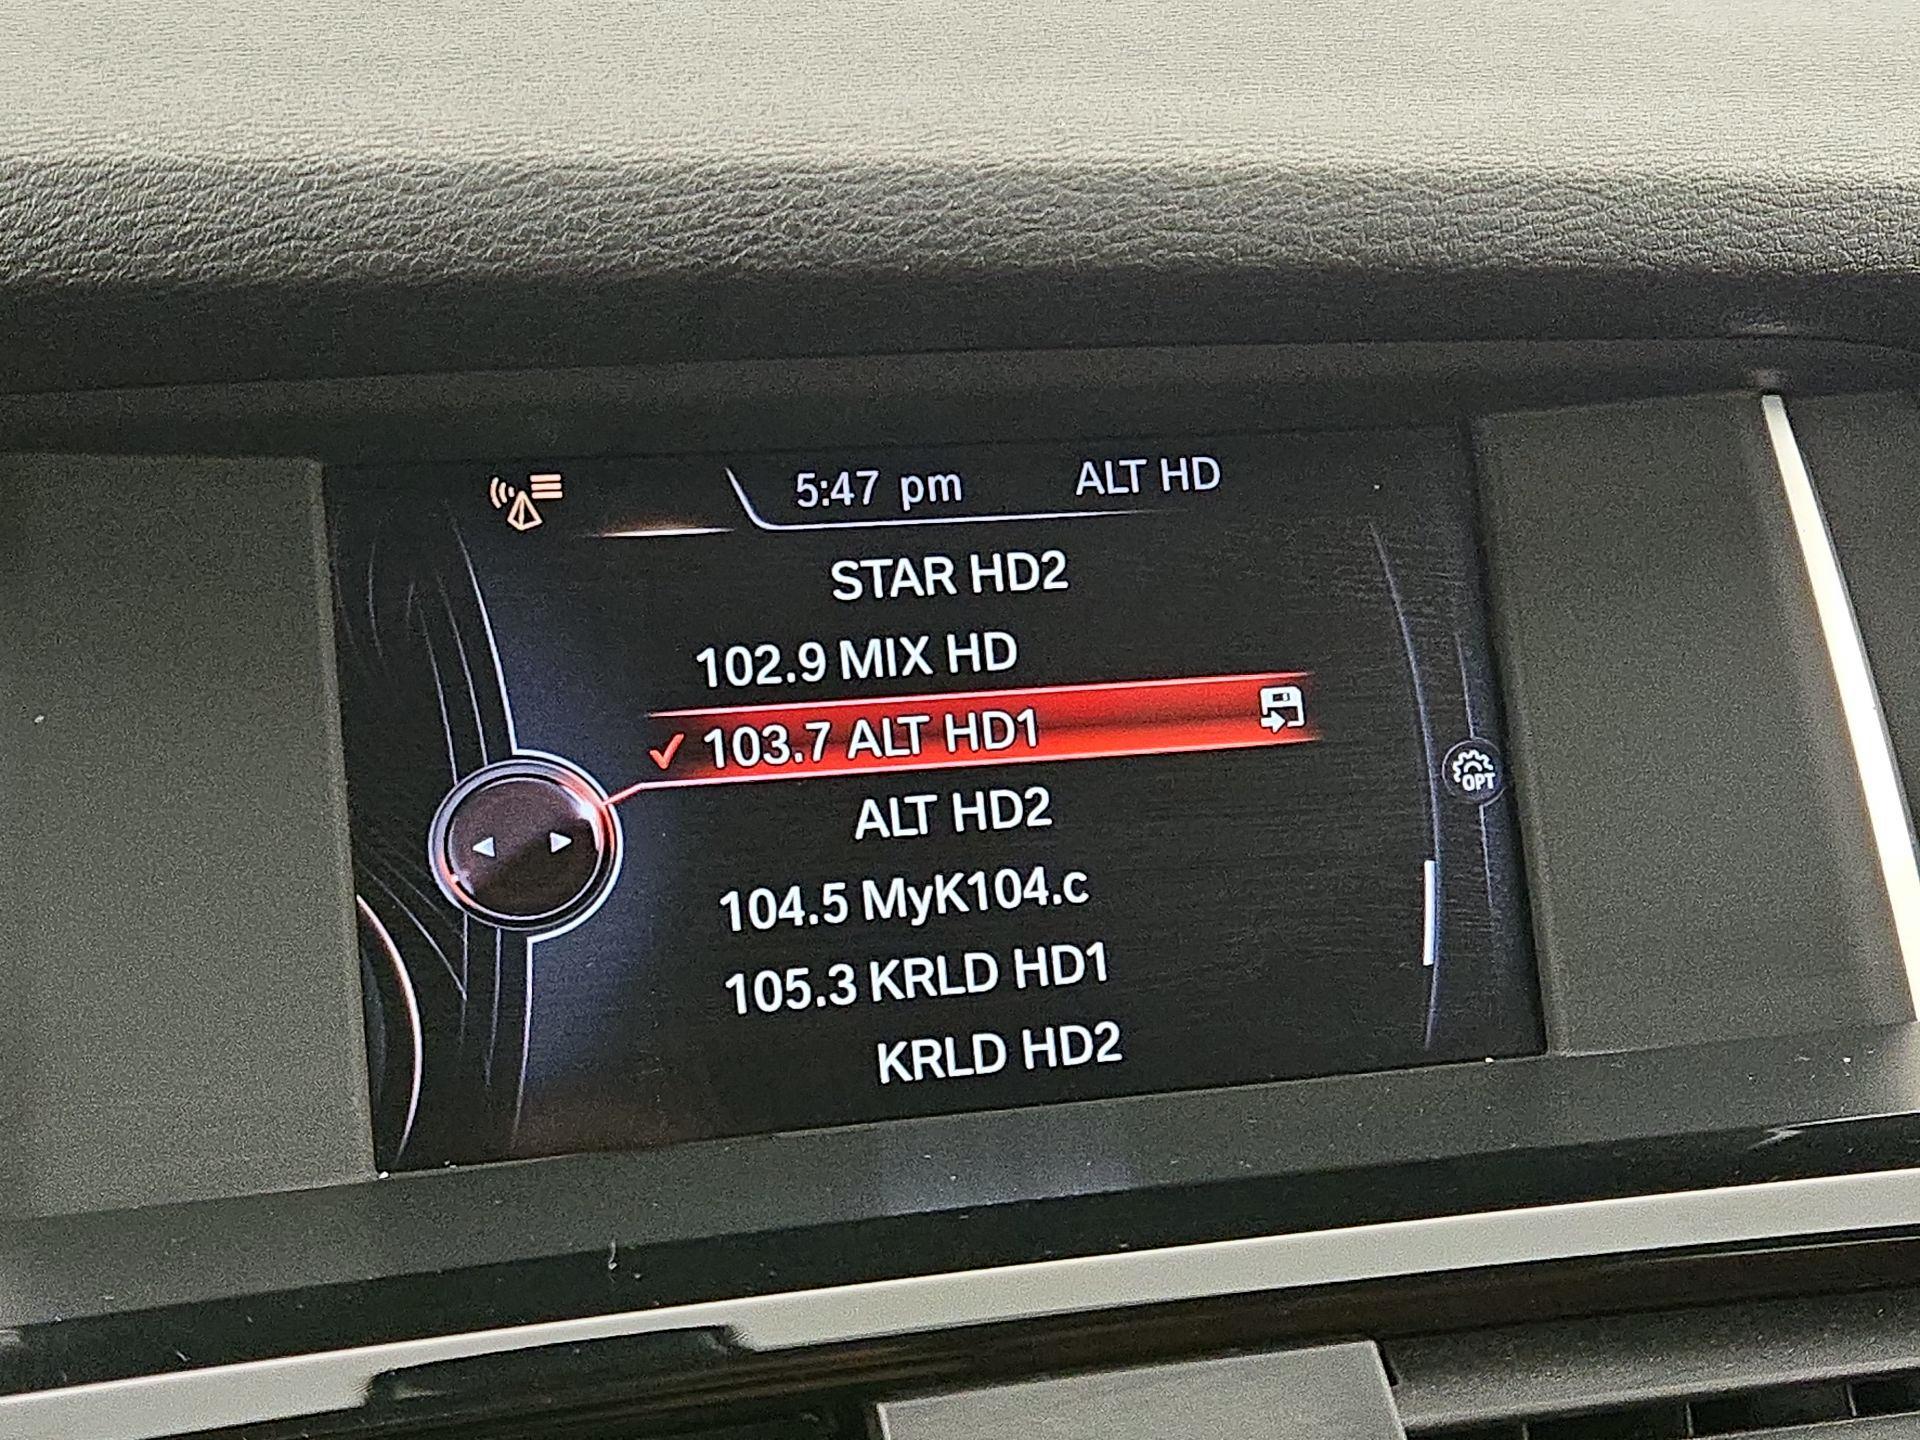 5:47 pm ALT HD
STAR HD2
102.9 MIX HD
103.7 ALT HD1
ALT HD2
OPT
104.5 MyK104.c
105.3 KRLD HD1
KRLD HD2